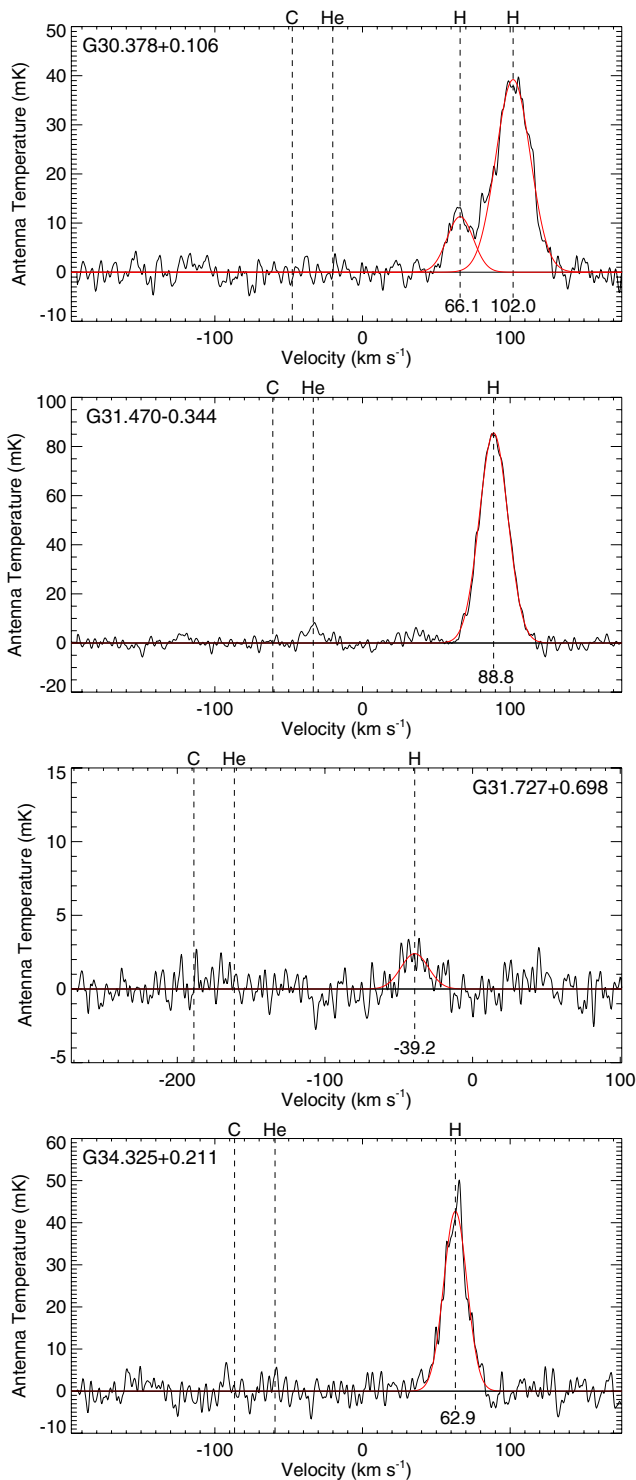 C He H H
G30.378+0.106
50
40
30
20
10
0
-10
Antenna Temperature (mK)
66.1 102.0
-100 0 100
Velocity (km s-1)
C He H
G31.470-0.344
100
80
60
40
20
0
-20
Antenna Temperature (mK)
88.8
-100 0 100
Velocity (km s-1)
C He H
G31.727+0.698
15
10
5
0
-5
Antenna Temperature (mK)
-39.2
-200 -100 0 100
Velocity (km s-1)
C He H
G34.325+0.211
60
50
40
30
20
10
0
-10
Antenna Temperature (mK)
62.9
-100 0 100
Velocity (km s-1)